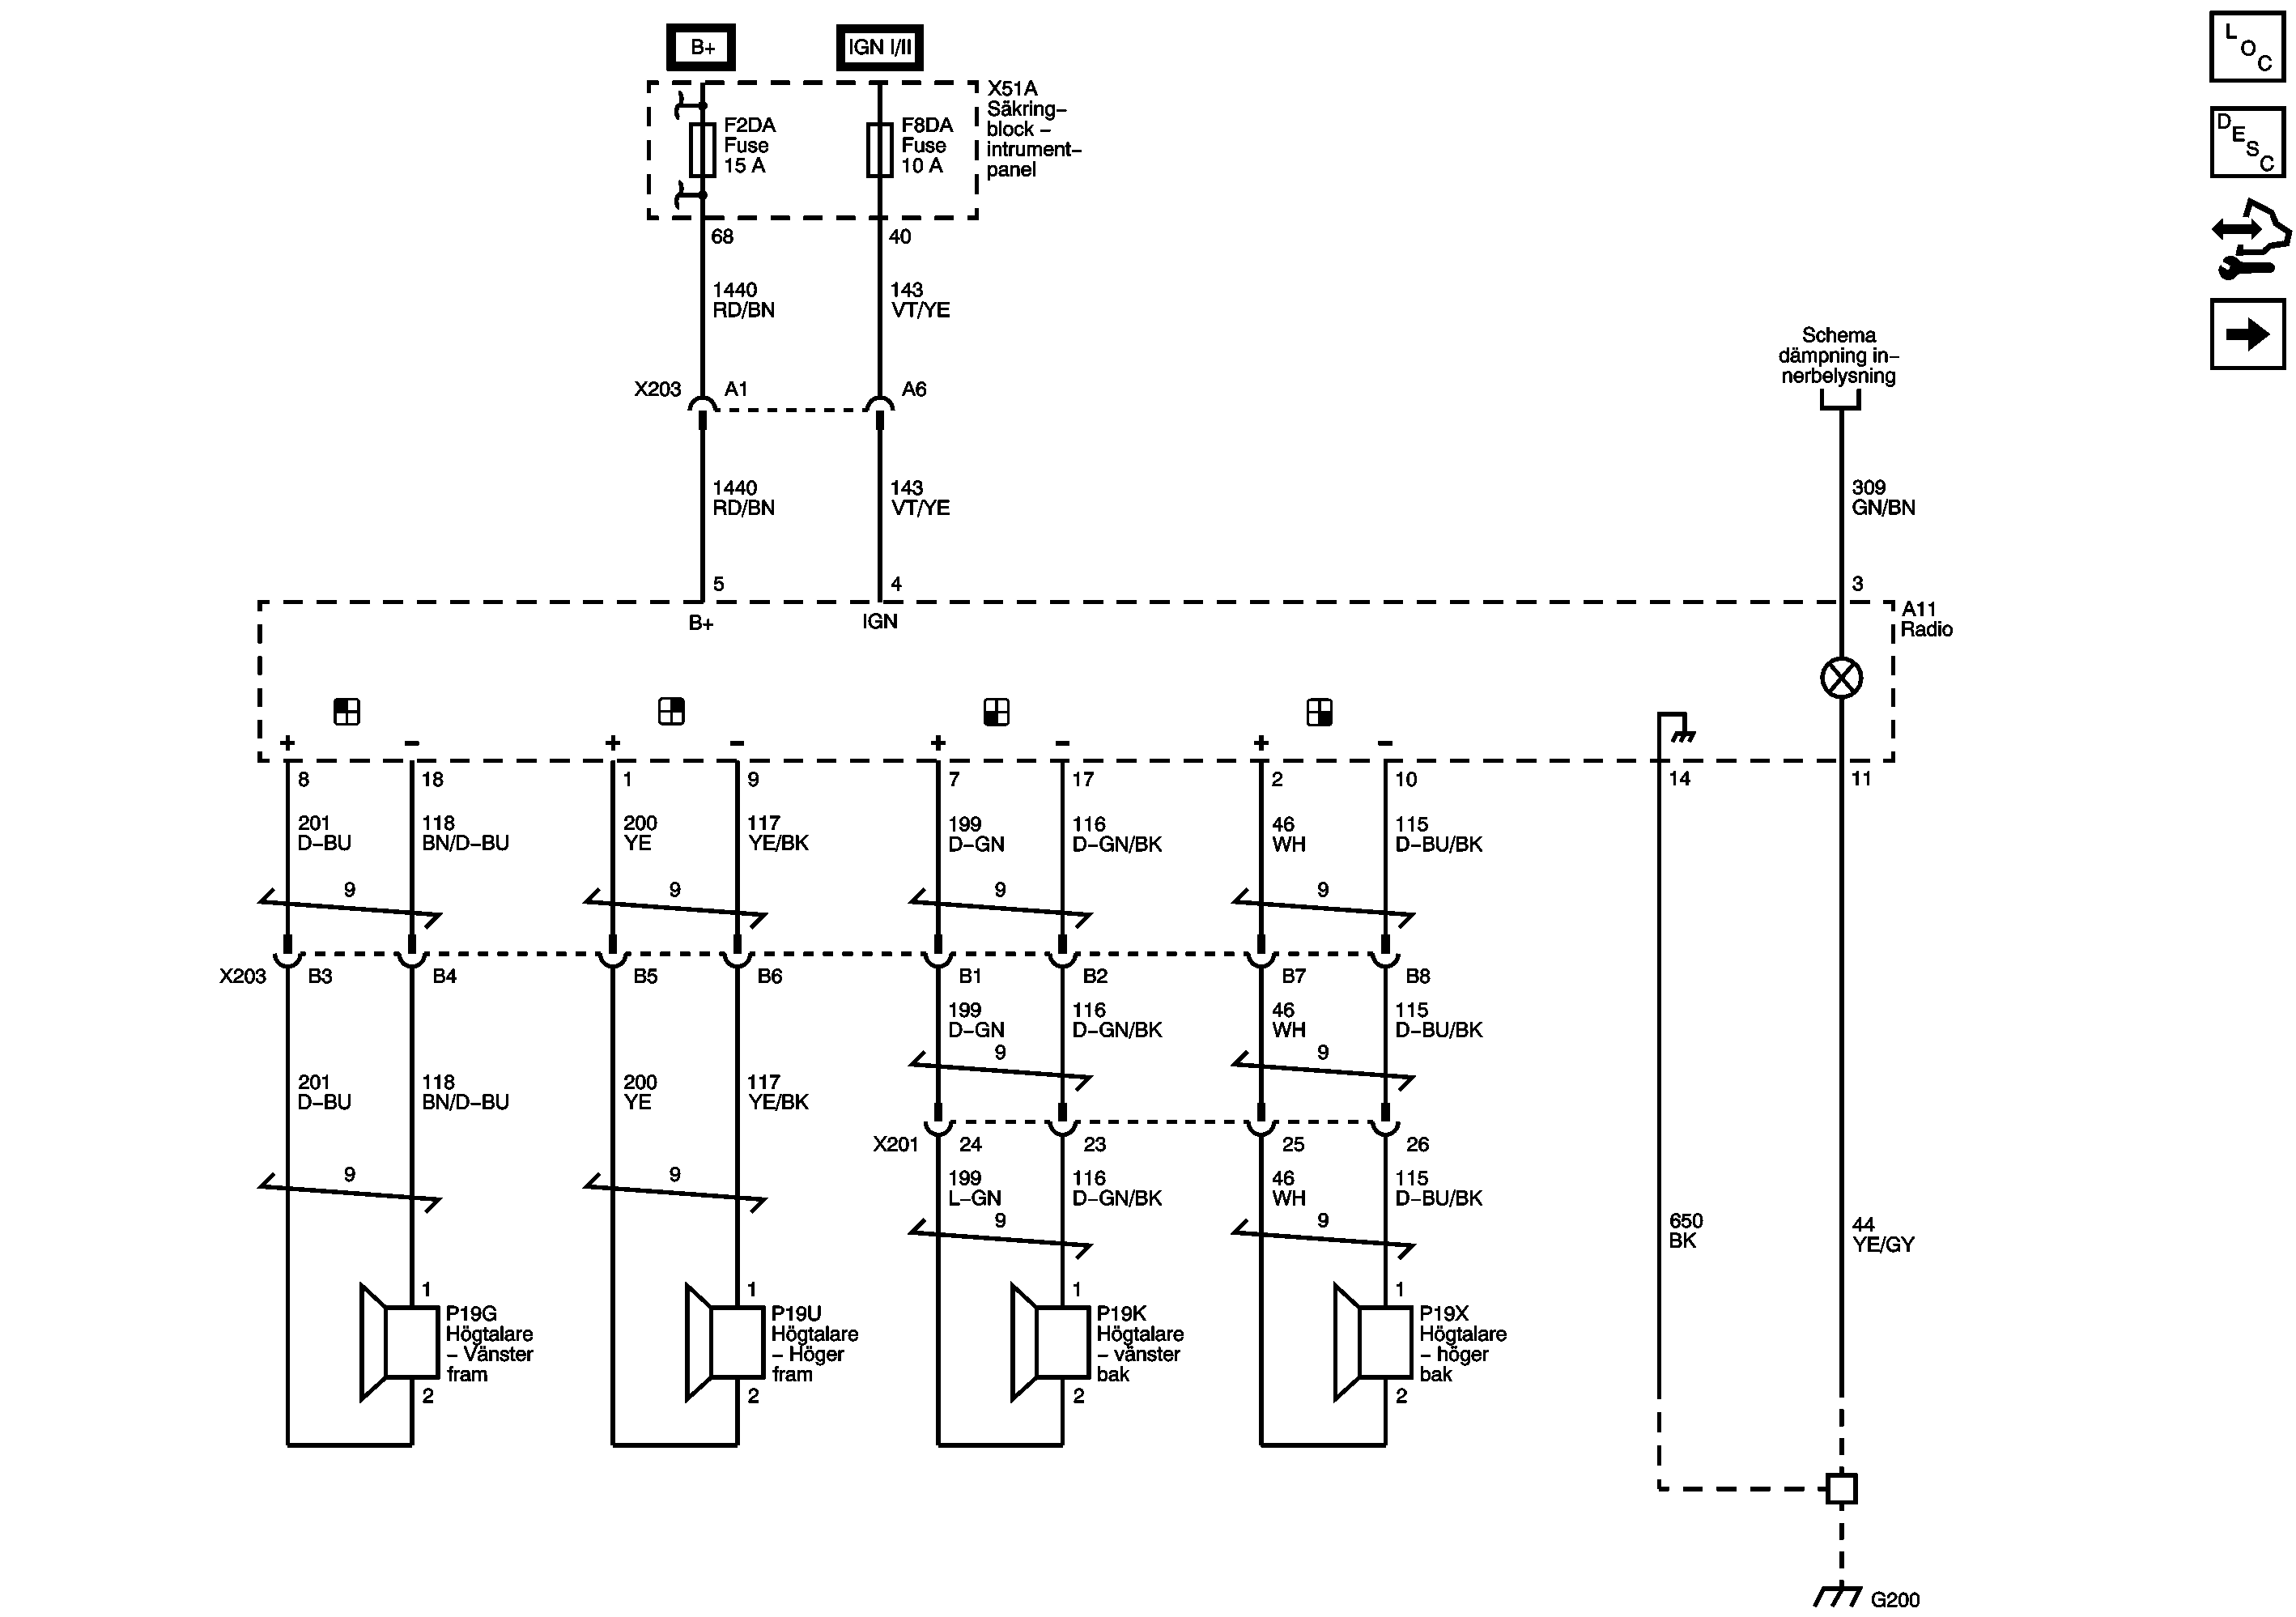 B+
IGN I/II
L
O
C
D
E
S
C
X51A
Säkring–
block –
intrument–
panel
F2DA
Fuse
15 A
F8DA
Fuse
10 A
68
40
1440
RD/BN
143
VT/YE
Schema
dämpning in–
nerbelysning
X203
A1
A6
1440
RD/BN
143
VT/YE
309
GN/BN
5
4
3
B+
IGN
A11
Radio
+
–
+
–
+
–
+
–
8
18
1
9
7
17
2
10
14
11
201
D–BU
118
BN/D–BU
200
YE
117
YE/BK
199
D–GN
116
D–GN/BK
46
WH
115
D–BU/BK
9
9
9
9
X203
B3
B4
B5
B6
B1
B2
B7
B8
199
D–GN
116
D–GN/BK
46
WH
115
D–BU/BK
9
9
201
D–BU
118
BN/D–BU
200
YE
117
YE/BK
X201
24
23
25
26
199
L–GN
116
D–GN/BK
46
WH
115
D–BU/BK
9
9
9
9
650
BK
44
YE/GY
1
P19G
Högtalare
– Vänster
fram
2
1
P19U
Högtalare
– Höger
fram
2
1
P19K
Högtalare
– vänster
bak
2
1
P19X
Högtalare
– höger
bak
2
G200